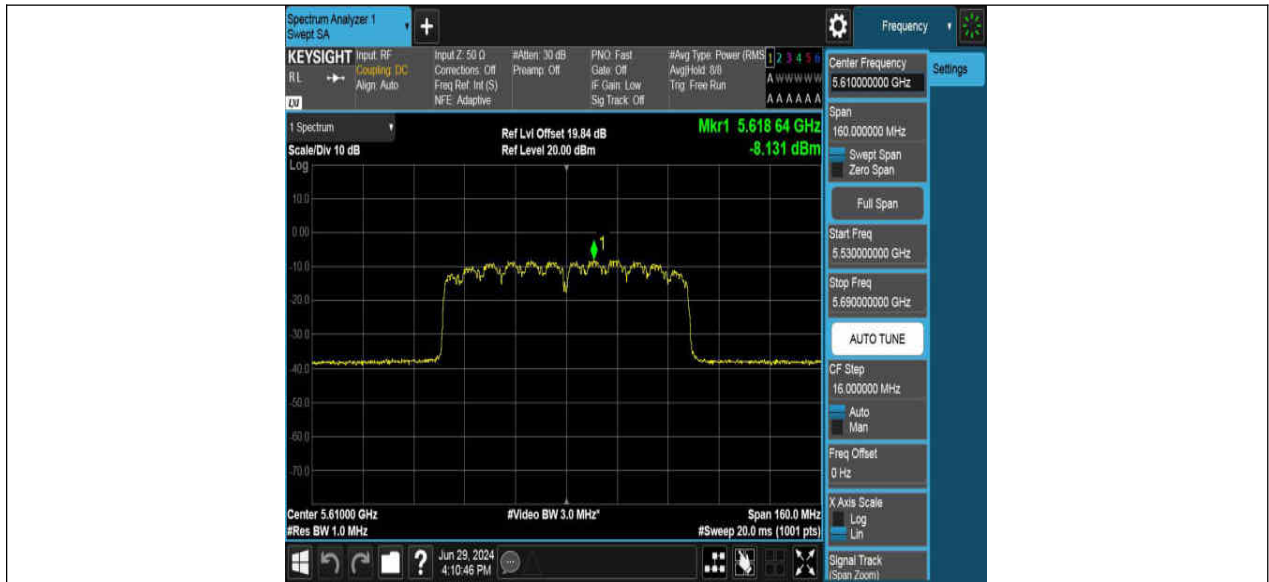 Spectrum Analyzer 1
Swept SA
+
Frequency
KEYSIGHT
RL
LXI
Input: RF
Coupling: DC
Align: Auto
Input Z: 50 Ω
Corrections: Off
Freq Ref: Int (S)
NFE: Adaptive
#Atten: 30 dB
Preamp: Off
PNO: Fast
Gate: Off
IF Gain: Low
Sig Track: Off
#Avg Type: Power (RMS
Avg|Hold: 8/8
Trig: Free Run
1 2 3 4 5 6
A W W W W W
A A A A A A
Center Frequency
5.610000000 GHz
Settings
1 Spectrum
Scale/Div 10 dB
Ref Lvl Offset 19.84 dB
Ref Level 20.00 dBm
Mkr1 5.618 64 GHz
-8.131 dBm
Log
10.0
0.00
-10.0
-20.0
-30.0
-40.0
-50.0
-60.0
-70.0
1
Center 5.61000 GHz
#Res BW 1.0 MHz
#Video BW 3.0 MHz*
Span 160.0 MHz
#Sweep 20.0 ms (1001 pts)
Span
160.000000 MHz
Swept Span
Zero Span
Full Span
Start Freq
5.530000000 GHz
Stop Freq
5.690000000 GHz
AUTO TUNE
CF Step
16.000000 MHz
Auto
Man
Freq Offset
0 Hz
X Axis Scale
Log
Lin
Signal Track
(Span Zoom)
?
Jun 29, 2024
4:10:46 PM